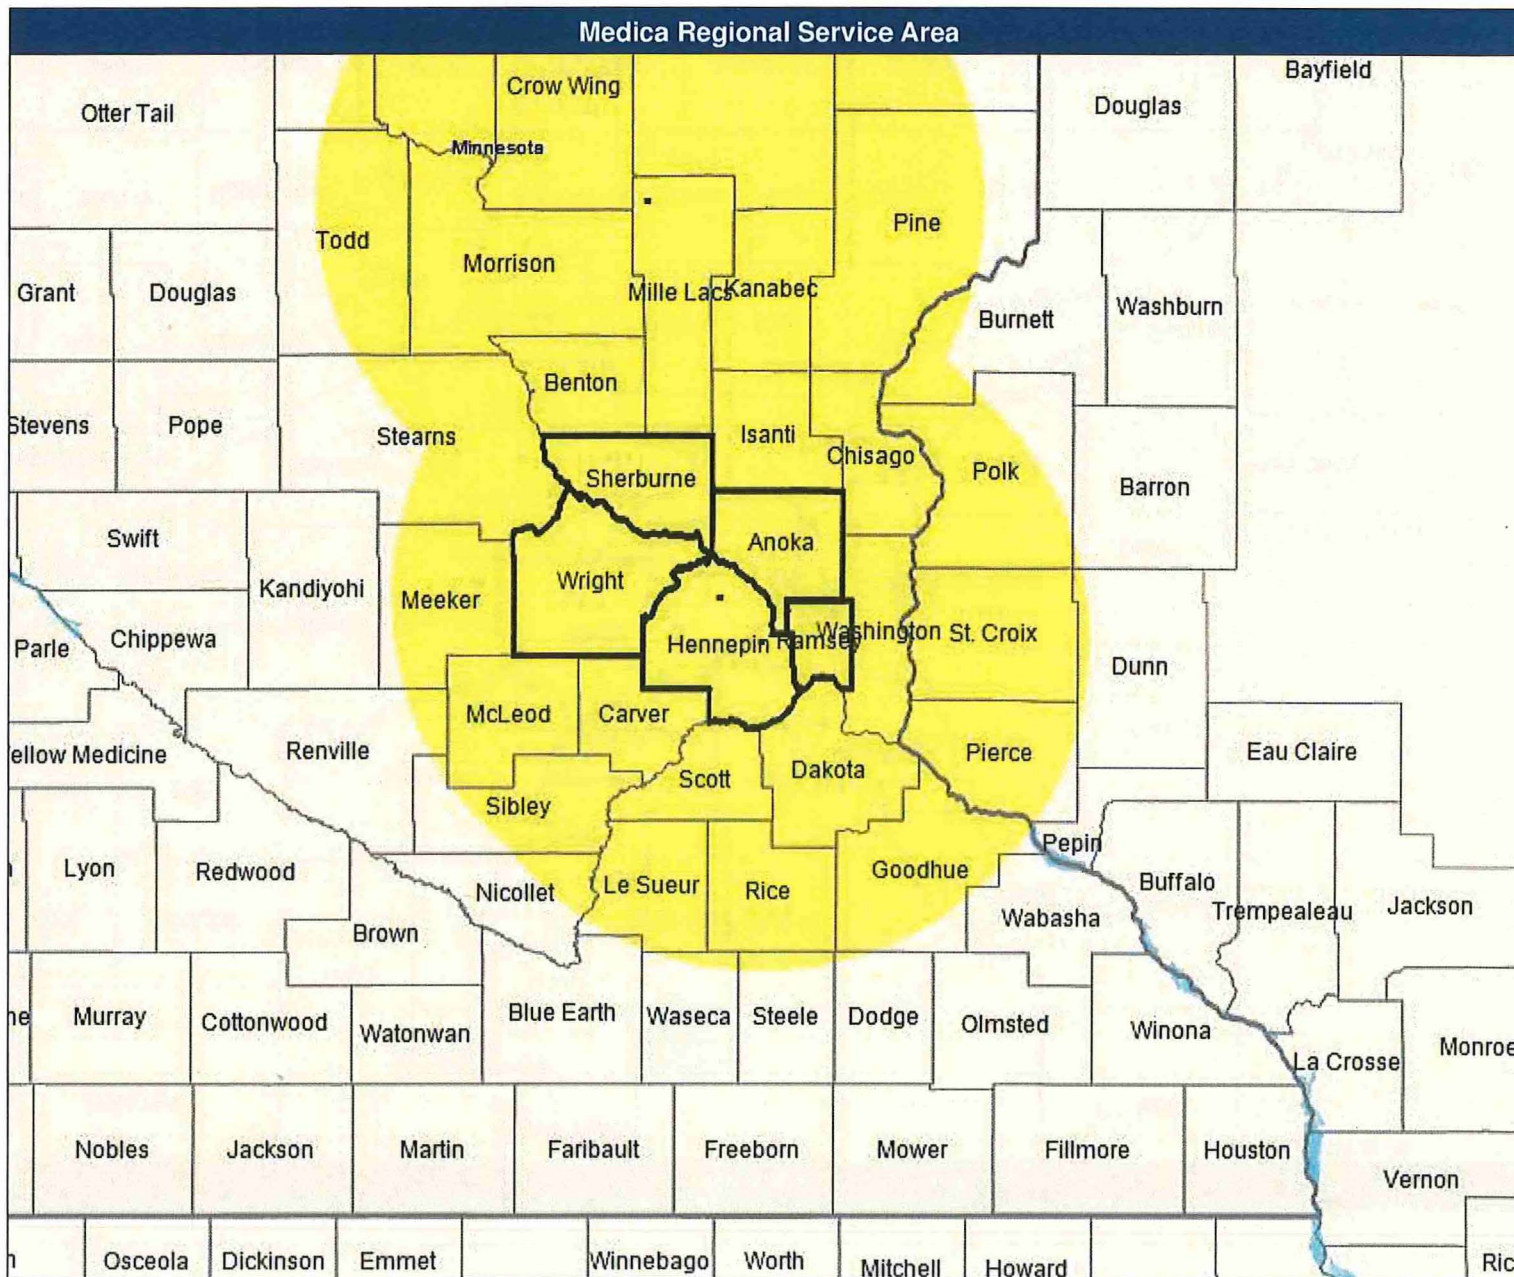 Medica Regional Service Area
Bayfield
Crow Wing
Douglas
Otter Tail
Minnesota
Pine
Todd
Morrison
Grant
Douglas
Mille Lacs
Kanabec
Washburn
Burnett
Benton
Stevens
Pope
Stearns
Isanti
Chisago
Polk
Sherburne
Barron
Swift
Anoka
Wright
Kandiyohi
Meeker
Chippewa
Parle
Hennepin
Ramsey
Washington
St. Croix
Dunn
McLeod
Carver
Renville
ellow Medicine
Pierce
Eau Claire
Scott
Dakota
Sibley
Pepin
Lyon
Redwood
Goodhue
Nicollet
Le Sueur
Rice
Buffalo
Trempealeau
Jackson
Wabasha
Brown
Murray
Cottonwood
Watonwan
Blue Earth
Waseca
Steele
Dodge
Olmsted
Winona
La Crosse
Monroe
Nobles
Jackson
Martin
Faribault
Freeborn
Mower
Fillmore
Houston
Vernon
Osceola
Dickinson
Emmet
Winnebago
Worth
Mitchell
Howard
Ric